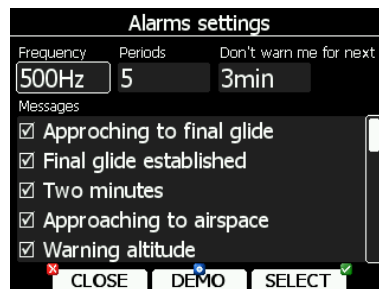 Alarms settings
Frequency Periods Don't warn me for next
500Hz 5 3min
Messages
Approching to final glide
Final glide established
Two minutes
Approaching to airspace
Warning altitude
CLOSE DEMO SELECT